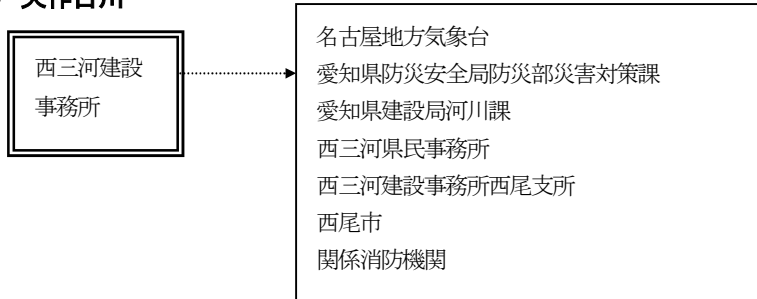 西三河建設
事務所
名古屋地方気象台
愛知県防災安全局防災部災害対策課
愛知県建設局河川課
西三河県民事務所
西三河建設事務所西尾支所
西尾市
関係消防機関